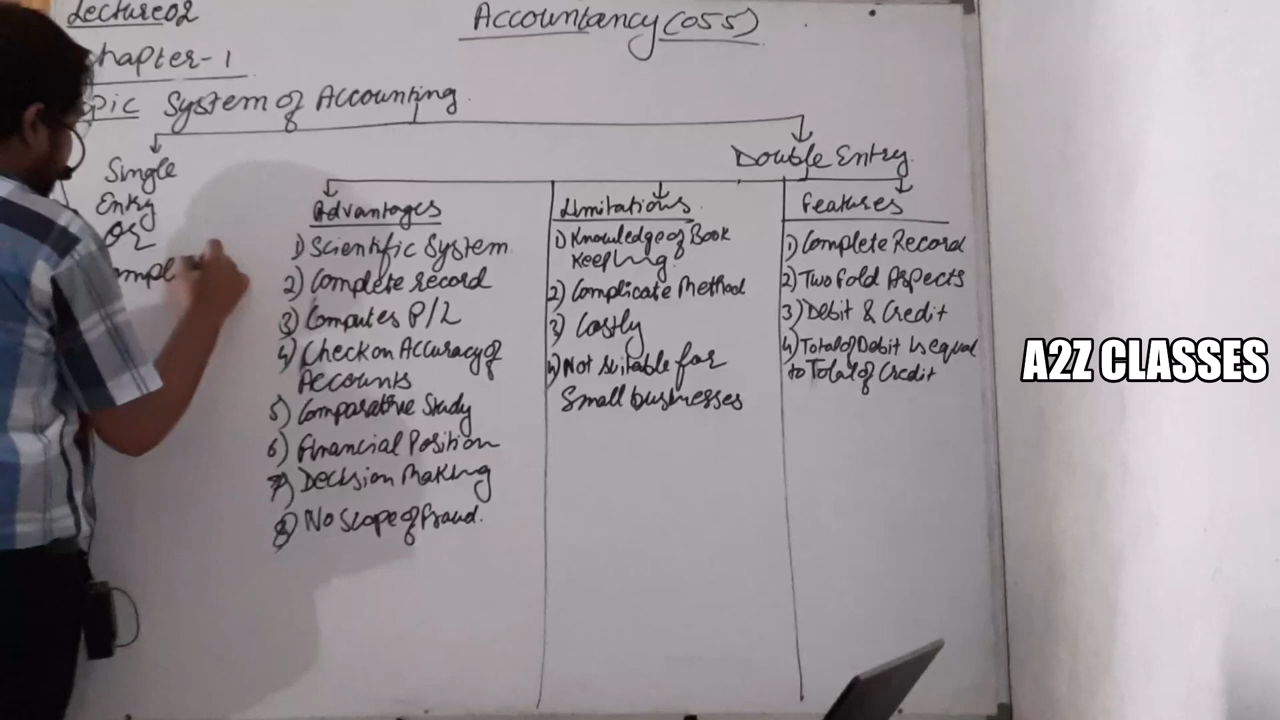 Lecture 02
Accountancy (055)
Chapter-1
System of Accounting
Single
Entry
Or
Double Entry
Advantages
1) Scientific System
2) Complete record
3) Computes P/L
4) Check on Accuracy of
Accounts
5) Comparative Study
6) Financial Position
7) Decision Making
8) No Scope of fraud.
Limitations
1) Knowledge of Book
Keeping.
2) Complicate Method
3) Costly
4) Not Suitable for
Small businesses
Features
1) Complete Record
2) Two fold Aspects
3) Debit & Credit
4) Total of Debit is equal
to Total of Credit
A2Z CLASSES